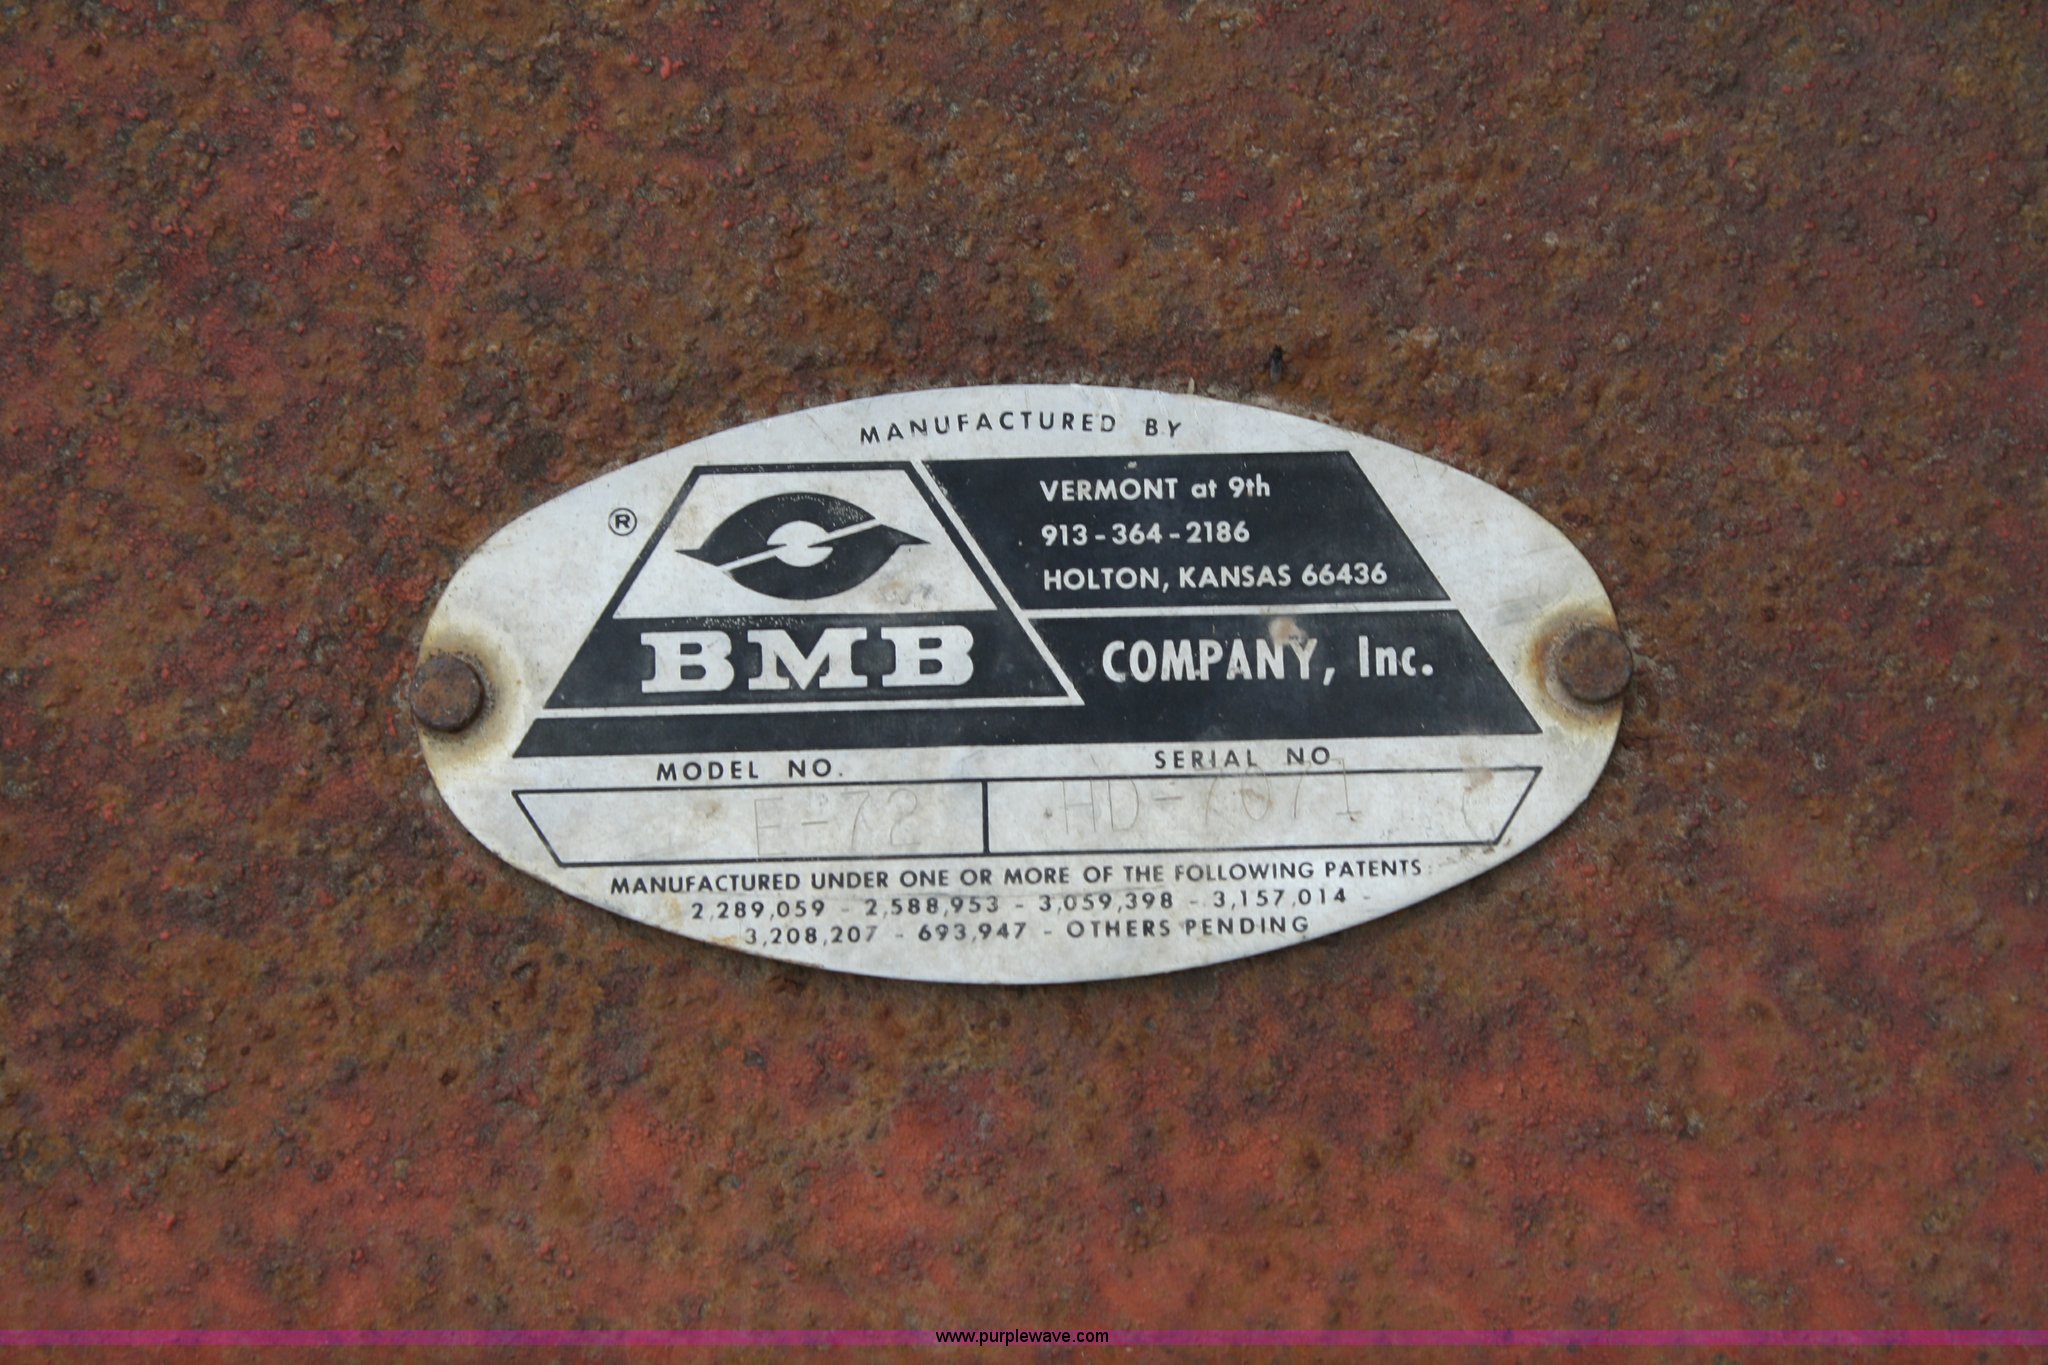 MANUFACTURED BY
®
VERMONT at 9th
913-364-2186
HOLTON, KANSAS 66436
BMB COMPANY, Inc.
MODEL NO. SERIAL NO
E-72 HD-7071
MANUFACTURED UNDER ONE OR MORE OF THE FOLLOWING PATENTS:
2,289,059 - 2,588,953 - 3,059,398 - 3,157,014 -
3,208,207 - 693,947 - OTHERS PENDING
www.purplewave.com